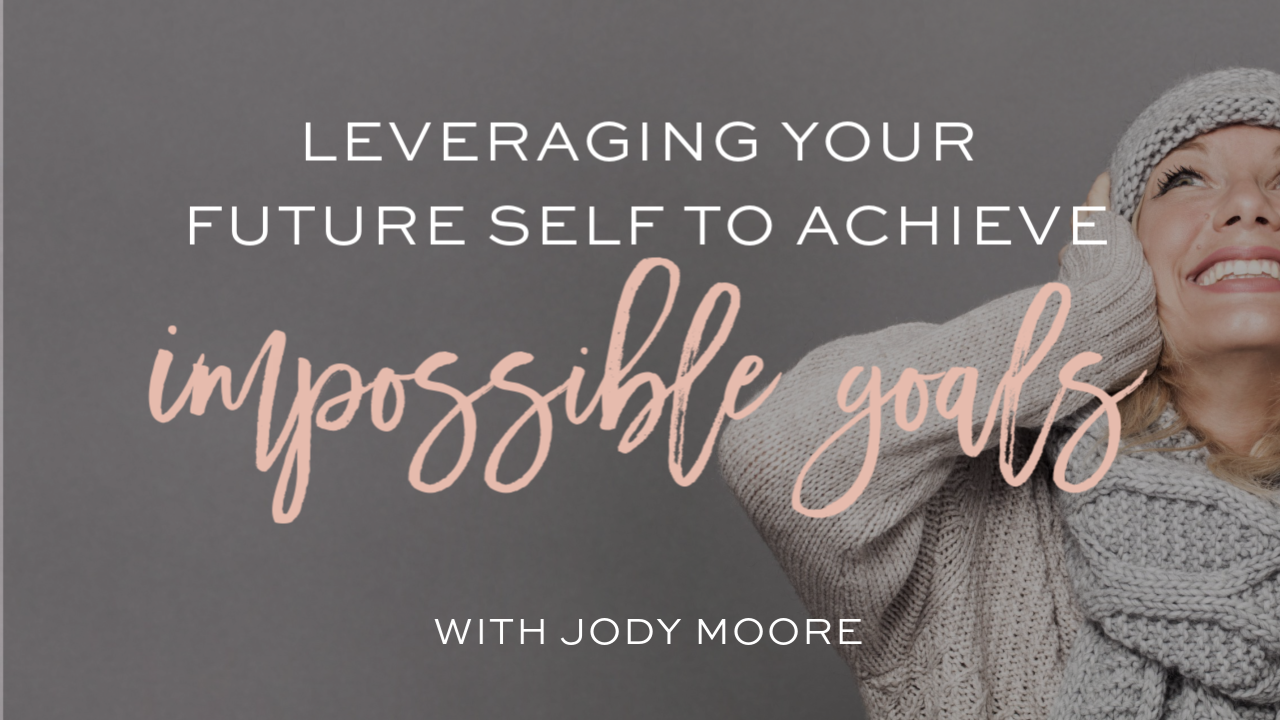 LEVERAGING YOUR
FUTURE SELF TO ACHIEVE
impossible goals
WITH JODY MOORE